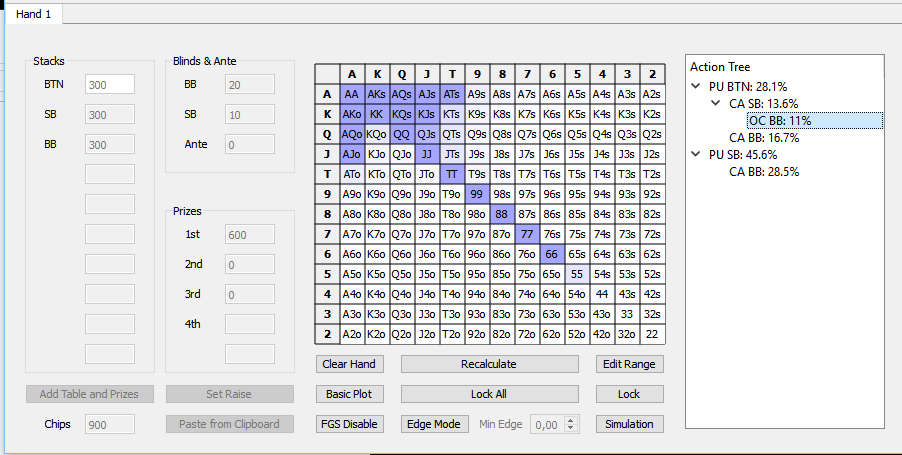 Hand 1
Stacks
BTN 300
SB 300
BB 300
Add Table and Prizes
Chips 900
Blinds & Ante
BB 20
SB 10
Ante 0
Prizes
1st 600
2nd 0
3rd 0
4th
Set Raise
Paste from Clipboard
A K Q J T 9 8 7 6 5 4 3 2
A AA AKs AQs AJs ATs A9s A8s A7s A6s A5s A4s A3s A2s
K AKo KK KQs KJs KTs K9s K8s K7s K6s K5s K4s K3s K2s
Q AQo KQo QQ QJs QTs Q9s Q8s Q7s Q6s Q5s Q4s Q3s Q2s
J AJo KJo QJo JJ JTs J9s J8s J7s J6s J5s J4s J3s J2s
T ATo KTo QTo JTo TT T9s T8s T7s T6s T5s T4s T3s T2s
9 A9o K9o Q9o J9o T9o 99 98s 97s 96s 95s 94s 93s 92s
8 A8o K8o Q8o J8o T8o 98o 88 87s 86s 85s 84s 83s 82s
7 A7o K7o Q7o J7o T7o 97o 87o 77 76s 75s 74s 73s 72s
6 A6o K6o Q6o J6o T6o 96o 86o 76o 66 65s 64s 63s 62s
5 A5o K5o Q5o J5o T5o 95o 85o 75o 65o 55 54s 53s 52s
4 A4o K4o Q4o J4o T4o 94o 84o 74o 64o 54o 44 43s 42s
3 A3o K3o Q3o J3o T3o 93o 83o 73o 63o 53o 43o 33 32s
2 A2o K2o Q2o J2o T2o 92o 82o 72o 62o 52o 42o 32o 22
Clear Hand Recalculate Edit Range
Basic Plot Lock All Lock
FGS Disable Edge Mode Min Edge 0,00 Simulation
Action Tree
PU BTN: 28.1%
CA SB: 13.6%
OC BB: 11%
CA BB: 16.7%
PU SB: 45.6%
CA BB: 28.5%